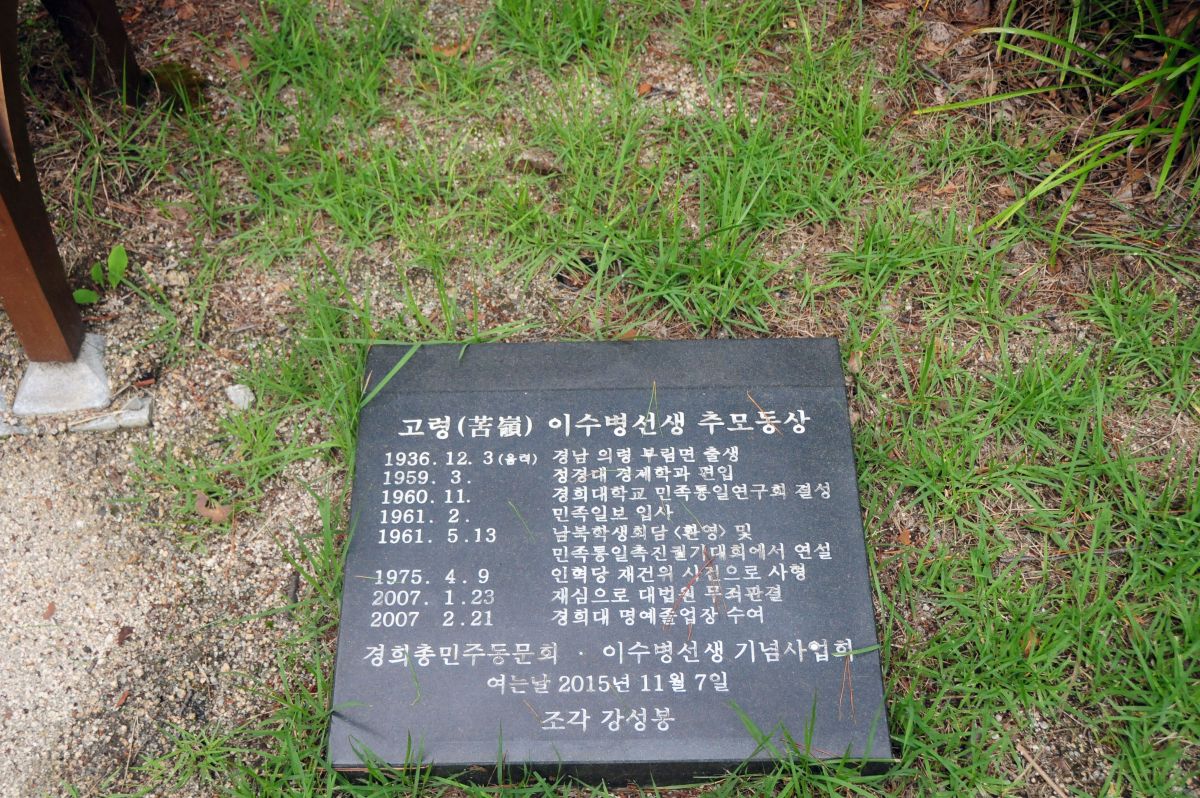 고령(苦嶺) 이수병선생 추모동상
1936. 12. 3(음력) 경남 의령 부림면 출생
1959. 3. 정경대 경제학과 편입
1960. 11. 경희대학교 민족통일연구회 결성
1961. 2. 민족일보 입사
1961. 5.13 남북학생회담〈환영〉및
민족통일촉진궐기대회에서 연설
1975. 4. 9 인혁당 재건위 사건으로 사형
2007. 1.23 재심으로 대법원 무죄판결
2007 2.21 경희대 명예졸업장 수여
경희총민주동문회 · 이수병선생 기념사업회
여는날 2015년 11월 7일
조각 강성봉